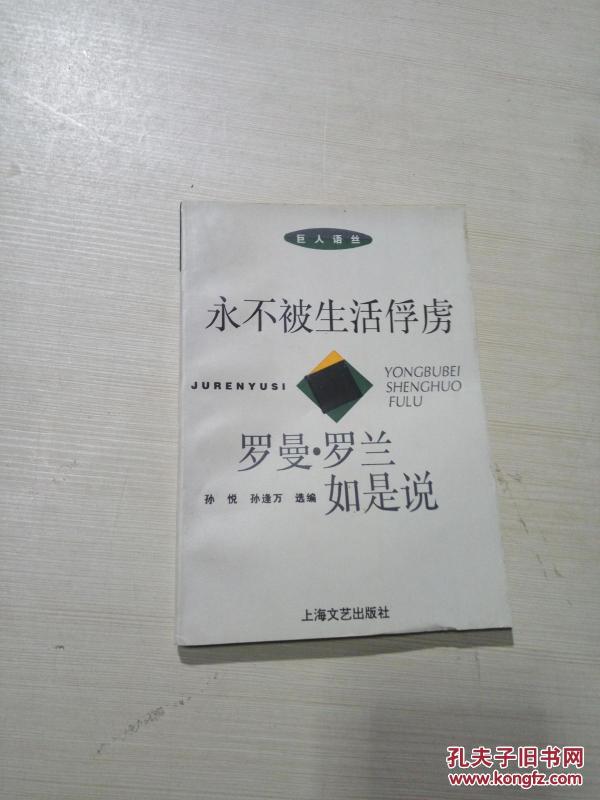 巨人语丝
永不被生活俘虏
JURENYUSI
YONGBUBEI
SHENGHUO
FULU
罗曼·罗兰
如是说
孙 悦 孙逢万 选编
上海文艺出版社
孔夫子旧书网
www.kongfz.com